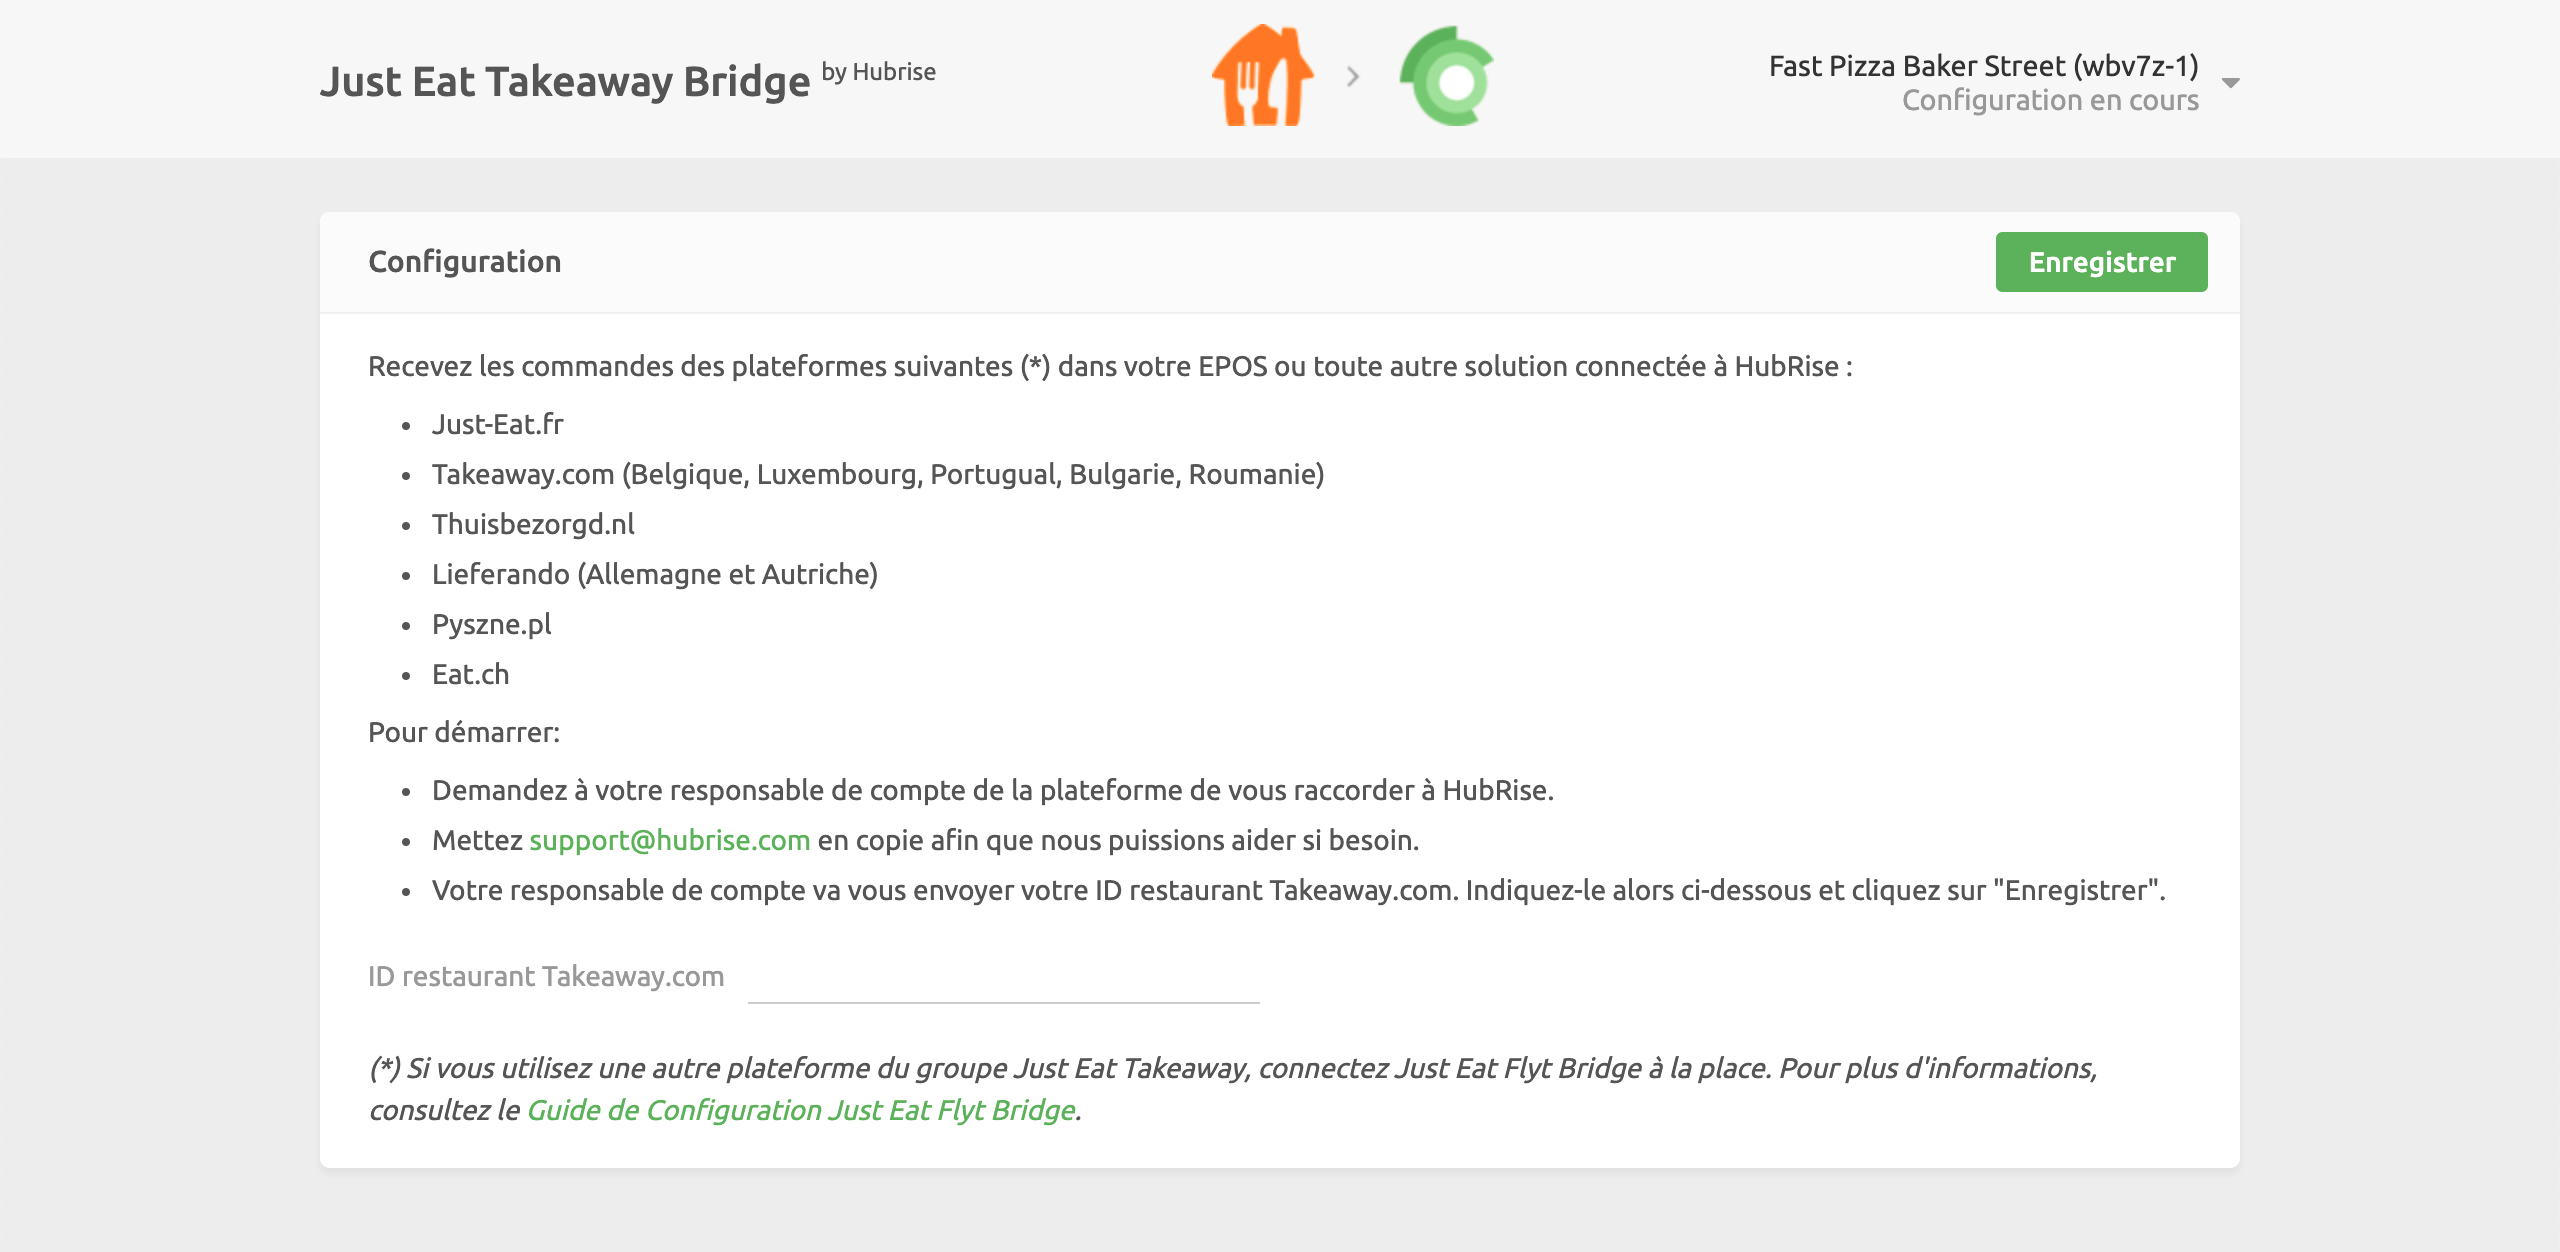 Just Eat Takeaway Bridge by Hubrise
Fast Pizza Baker Street (wbv7z-1)
Configuration en cours
Configuration
Enregistrer
Recevez les commandes des plateformes suivantes (*) dans votre EPOS ou toute autre solution connectée à HubRise :
• Just-Eat.fr
• Takeaway.com (Belgique, Luxembourg, Portugual, Bulgarie, Roumanie)
• Thuisbezorgd.nl
• Lieferando (Allemagne et Autriche)
• Pyszne.pl
• Eat.ch
Pour démarrer:
• Demandez à votre responsable de compte de la plateforme de vous raccorder à HubRise.
• Mettez support@hubrise.com en copie afin que nous puissions aider si besoin.
• Votre responsable de compte va vous envoyer votre ID restaurant Takeaway.com. Indiquez-le alors ci-dessous et cliquez sur "Enregistrer".
ID restaurant Takeaway.com
(*) Si vous utilisez une autre plateforme du groupe Just Eat Takeaway, connectez Just Eat Flyt Bridge à la place. Pour plus d'informations,
consultez le Guide de Configuration Just Eat Flyt Bridge.